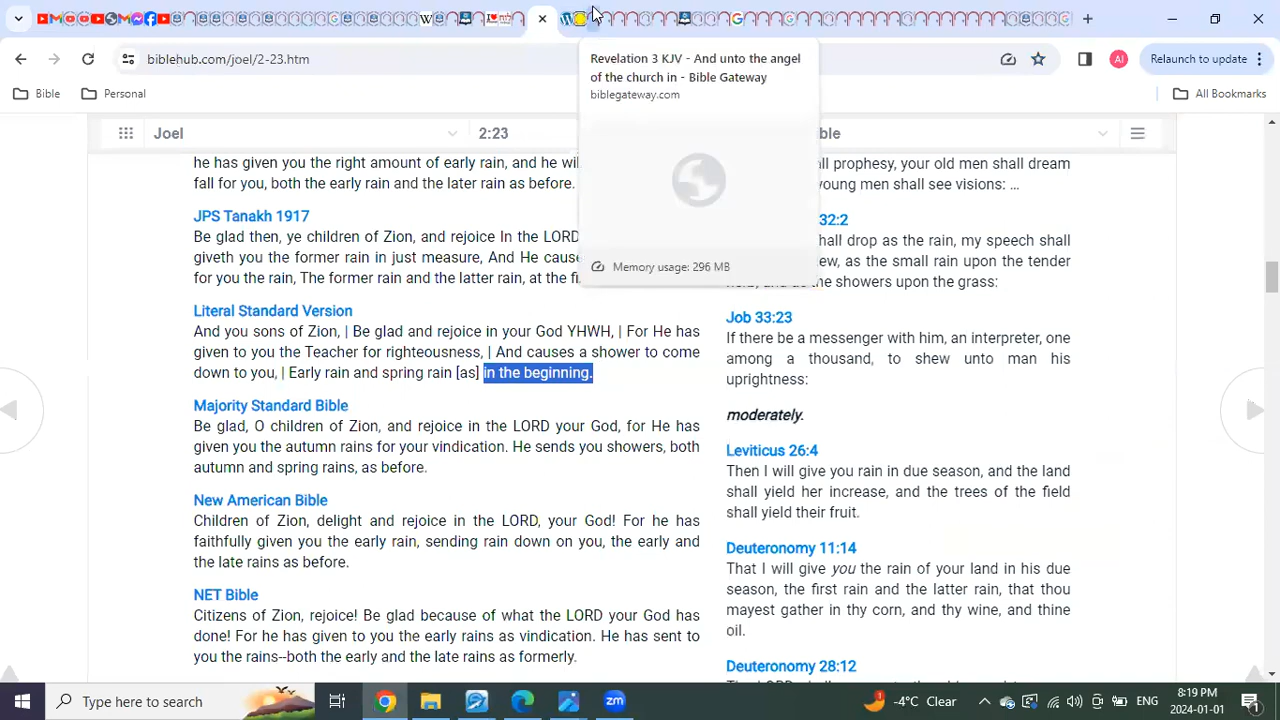 biblehub.com/joel/2-23.htm
AI
Relaunch to update
Revelation 3 KJV - And unto the angel
of the church in - Bible Gateway
biblegateway.com
Memory usage: 296 MB
Bible
Personal
All Bookmarks
Joel
2:23
ble
he has given you the right amount of early rain, and he wil
fall for you, both the early rain and the later rain as before.
JPS Tanakh 1917
Be glad then, ye children of Zion, and rejoice In the LORD
giveth you the former rain in just measure, And He cause
for you the rain, The former rain and the latter rain, at the fi
Literal Standard Version
And you sons of Zion, | Be glad and rejoice in your God YHWH, | For He has
given to you the Teacher for righteousness, | And causes a shower to come
down to you, | Early rain and spring rain [as] in the beginning.
Majority Standard Bible
Be glad, O children of Zion, and rejoice in the LORD your God, for He has
given you the autumn rains for your vindication. He sends you showers, both
autumn and spring rains, as before.
New American Bible
Children of Zion, delight and rejoice in the LORD, your God! For he has
faithfully given you the early rain, sending rain down on you, the early and
the late rains as before.
NET Bible
Citizens of Zion, rejoice! Be glad because of what the LORD your God has
done! For he has given to you the early rains as vindication. He has sent to
you the rains--both the early and the late rains as formerly.
all prophesy, your old men shall dream
young men shall see visions: ...
32:2
hall drop as the rain, my speech shall
ew, as the small rain upon the tender
and as the showers upon the grass:
Job 33:23
If there be a messenger with him, an interpreter, one
among a thousand, to shew unto man his
uprightness:
moderately.
Leviticus 26:4
Then I will give you rain in due season, and the land
shall yield her increase, and the trees of the field
shall yield their fruit.
Deuteronomy 11:14
That I will give you the rain of your land in his due
season, the first rain and the latter rain, that thou
mayest gather in thy corn, and thy wine, and thine
oil.
Deuteronomy 28:12
Type here to search
zm
1
-4°C Clear
ENG
8:19 PM
2024-01-01